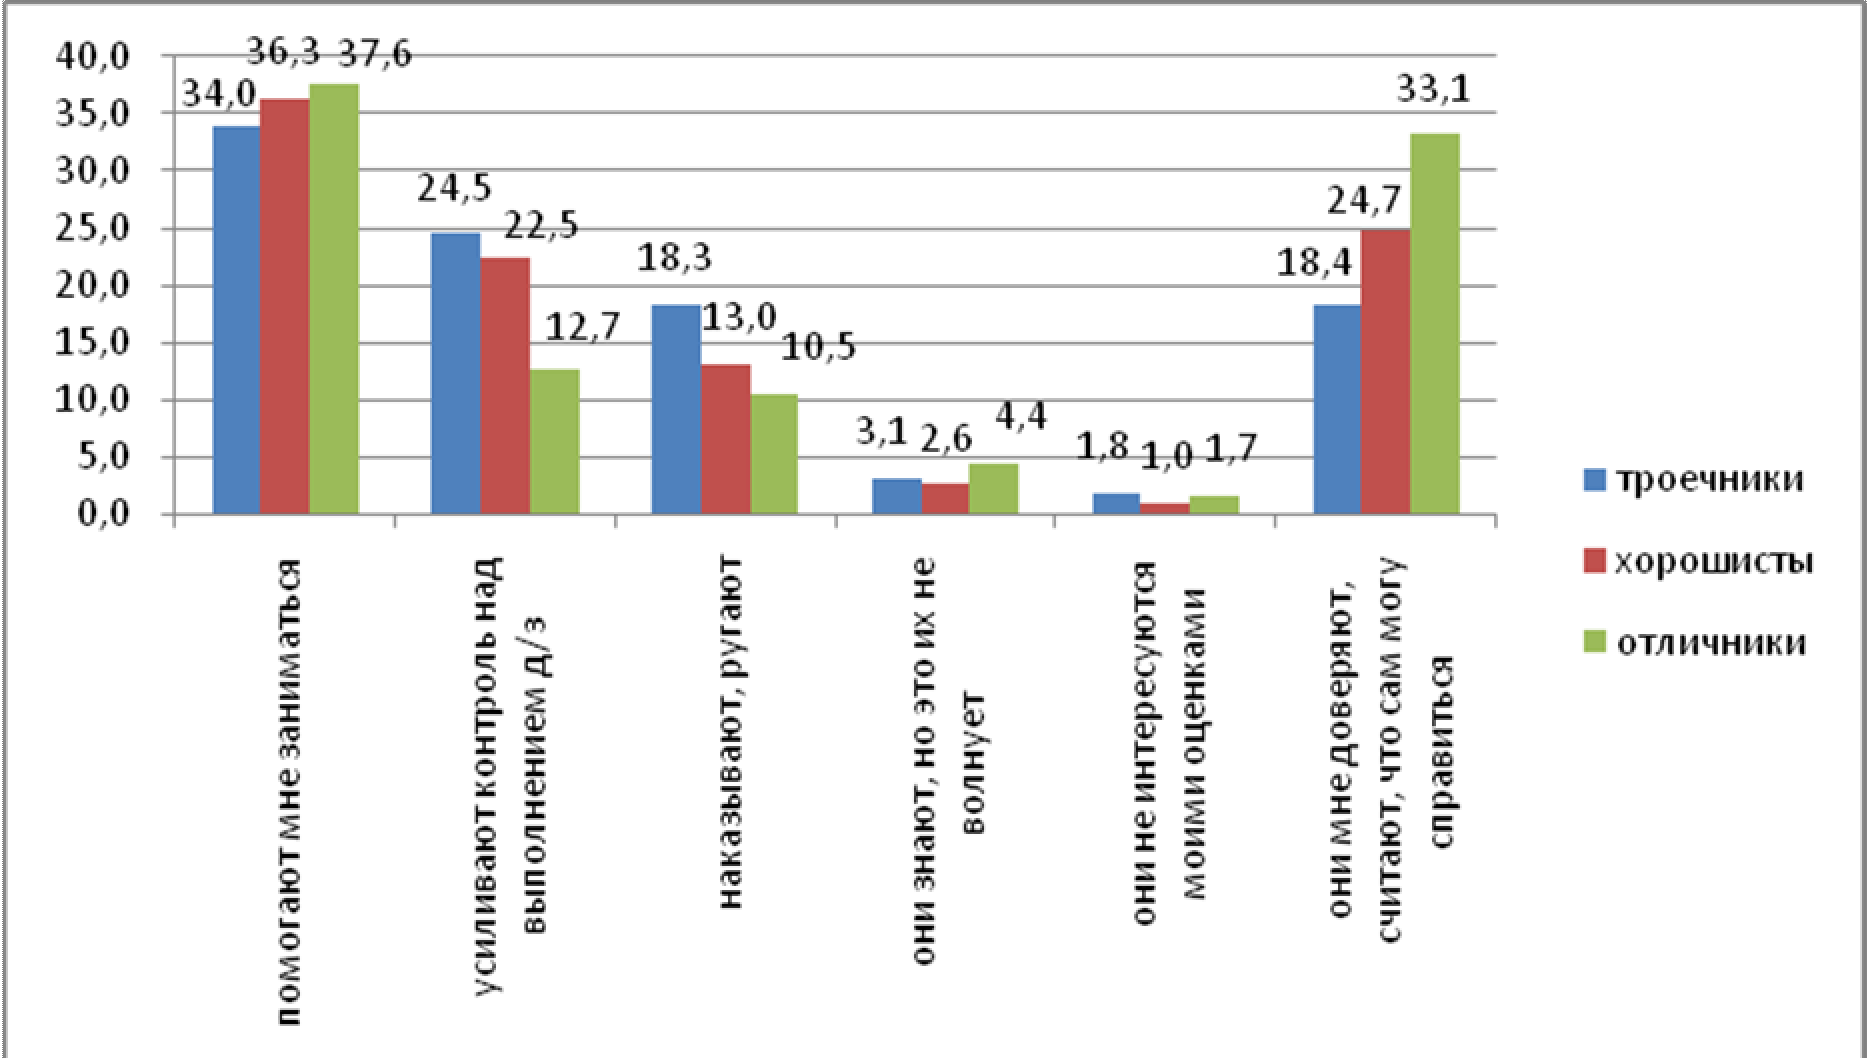 40,0
35,0
30,0
25,0
20,0
15,0
10,0
5,0
0,0
34,0
36,3
37,6
24,5
22,5
12,7
18,3
13,0
10,5
3,1
2,6
4,4
1,8
1,0
1,7
18,4
24,7
33,1
помогают мне заниматься
усиливают контроль над
выполнением д/з
наказывают, ругают
они знают, но это их не
волнует
они не интересуются
моими оценками
они мне доверяют,
считают, что сам могу
справиться
троечники
хорошисты
отличники